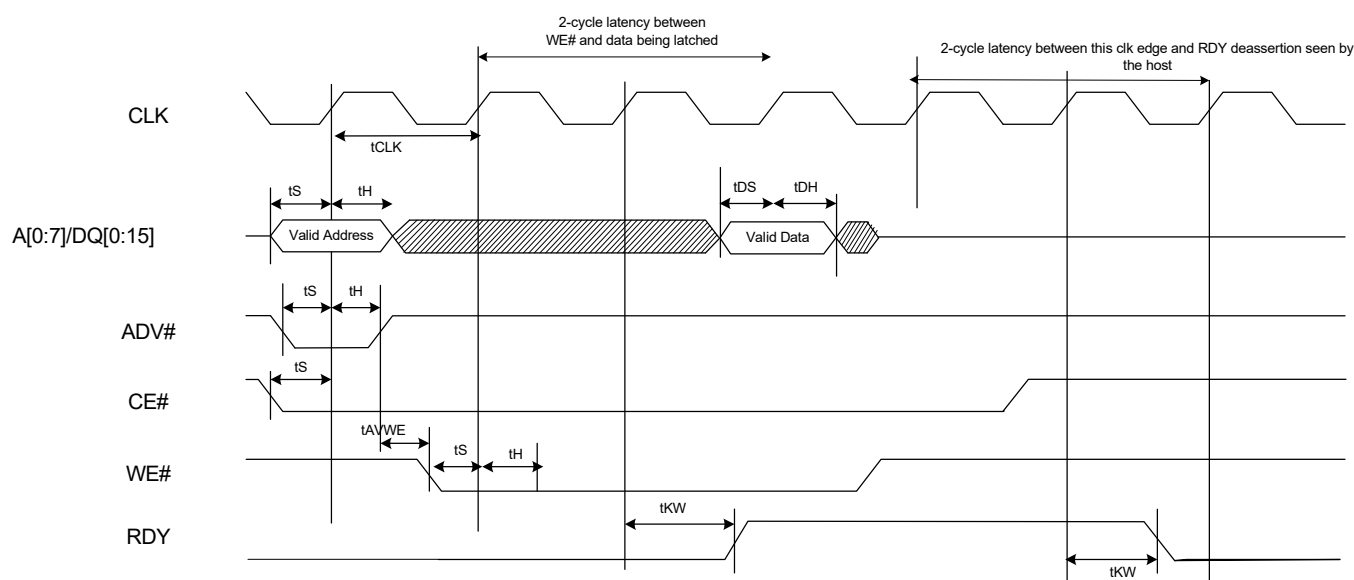 2-cycle latency between
WE# and data being latched
2-cycle latency between this clk edge and RDY deassertion seen by
the host
CLK
tCLK
tS
tH
tDS
tDH
A[0:7]/DQ[0:15]
Valid Address
Valid Data
tS
tH
ADV#
tS
CE#
tAVWE
tS
tH
WE#
tKW
RDY
tKW